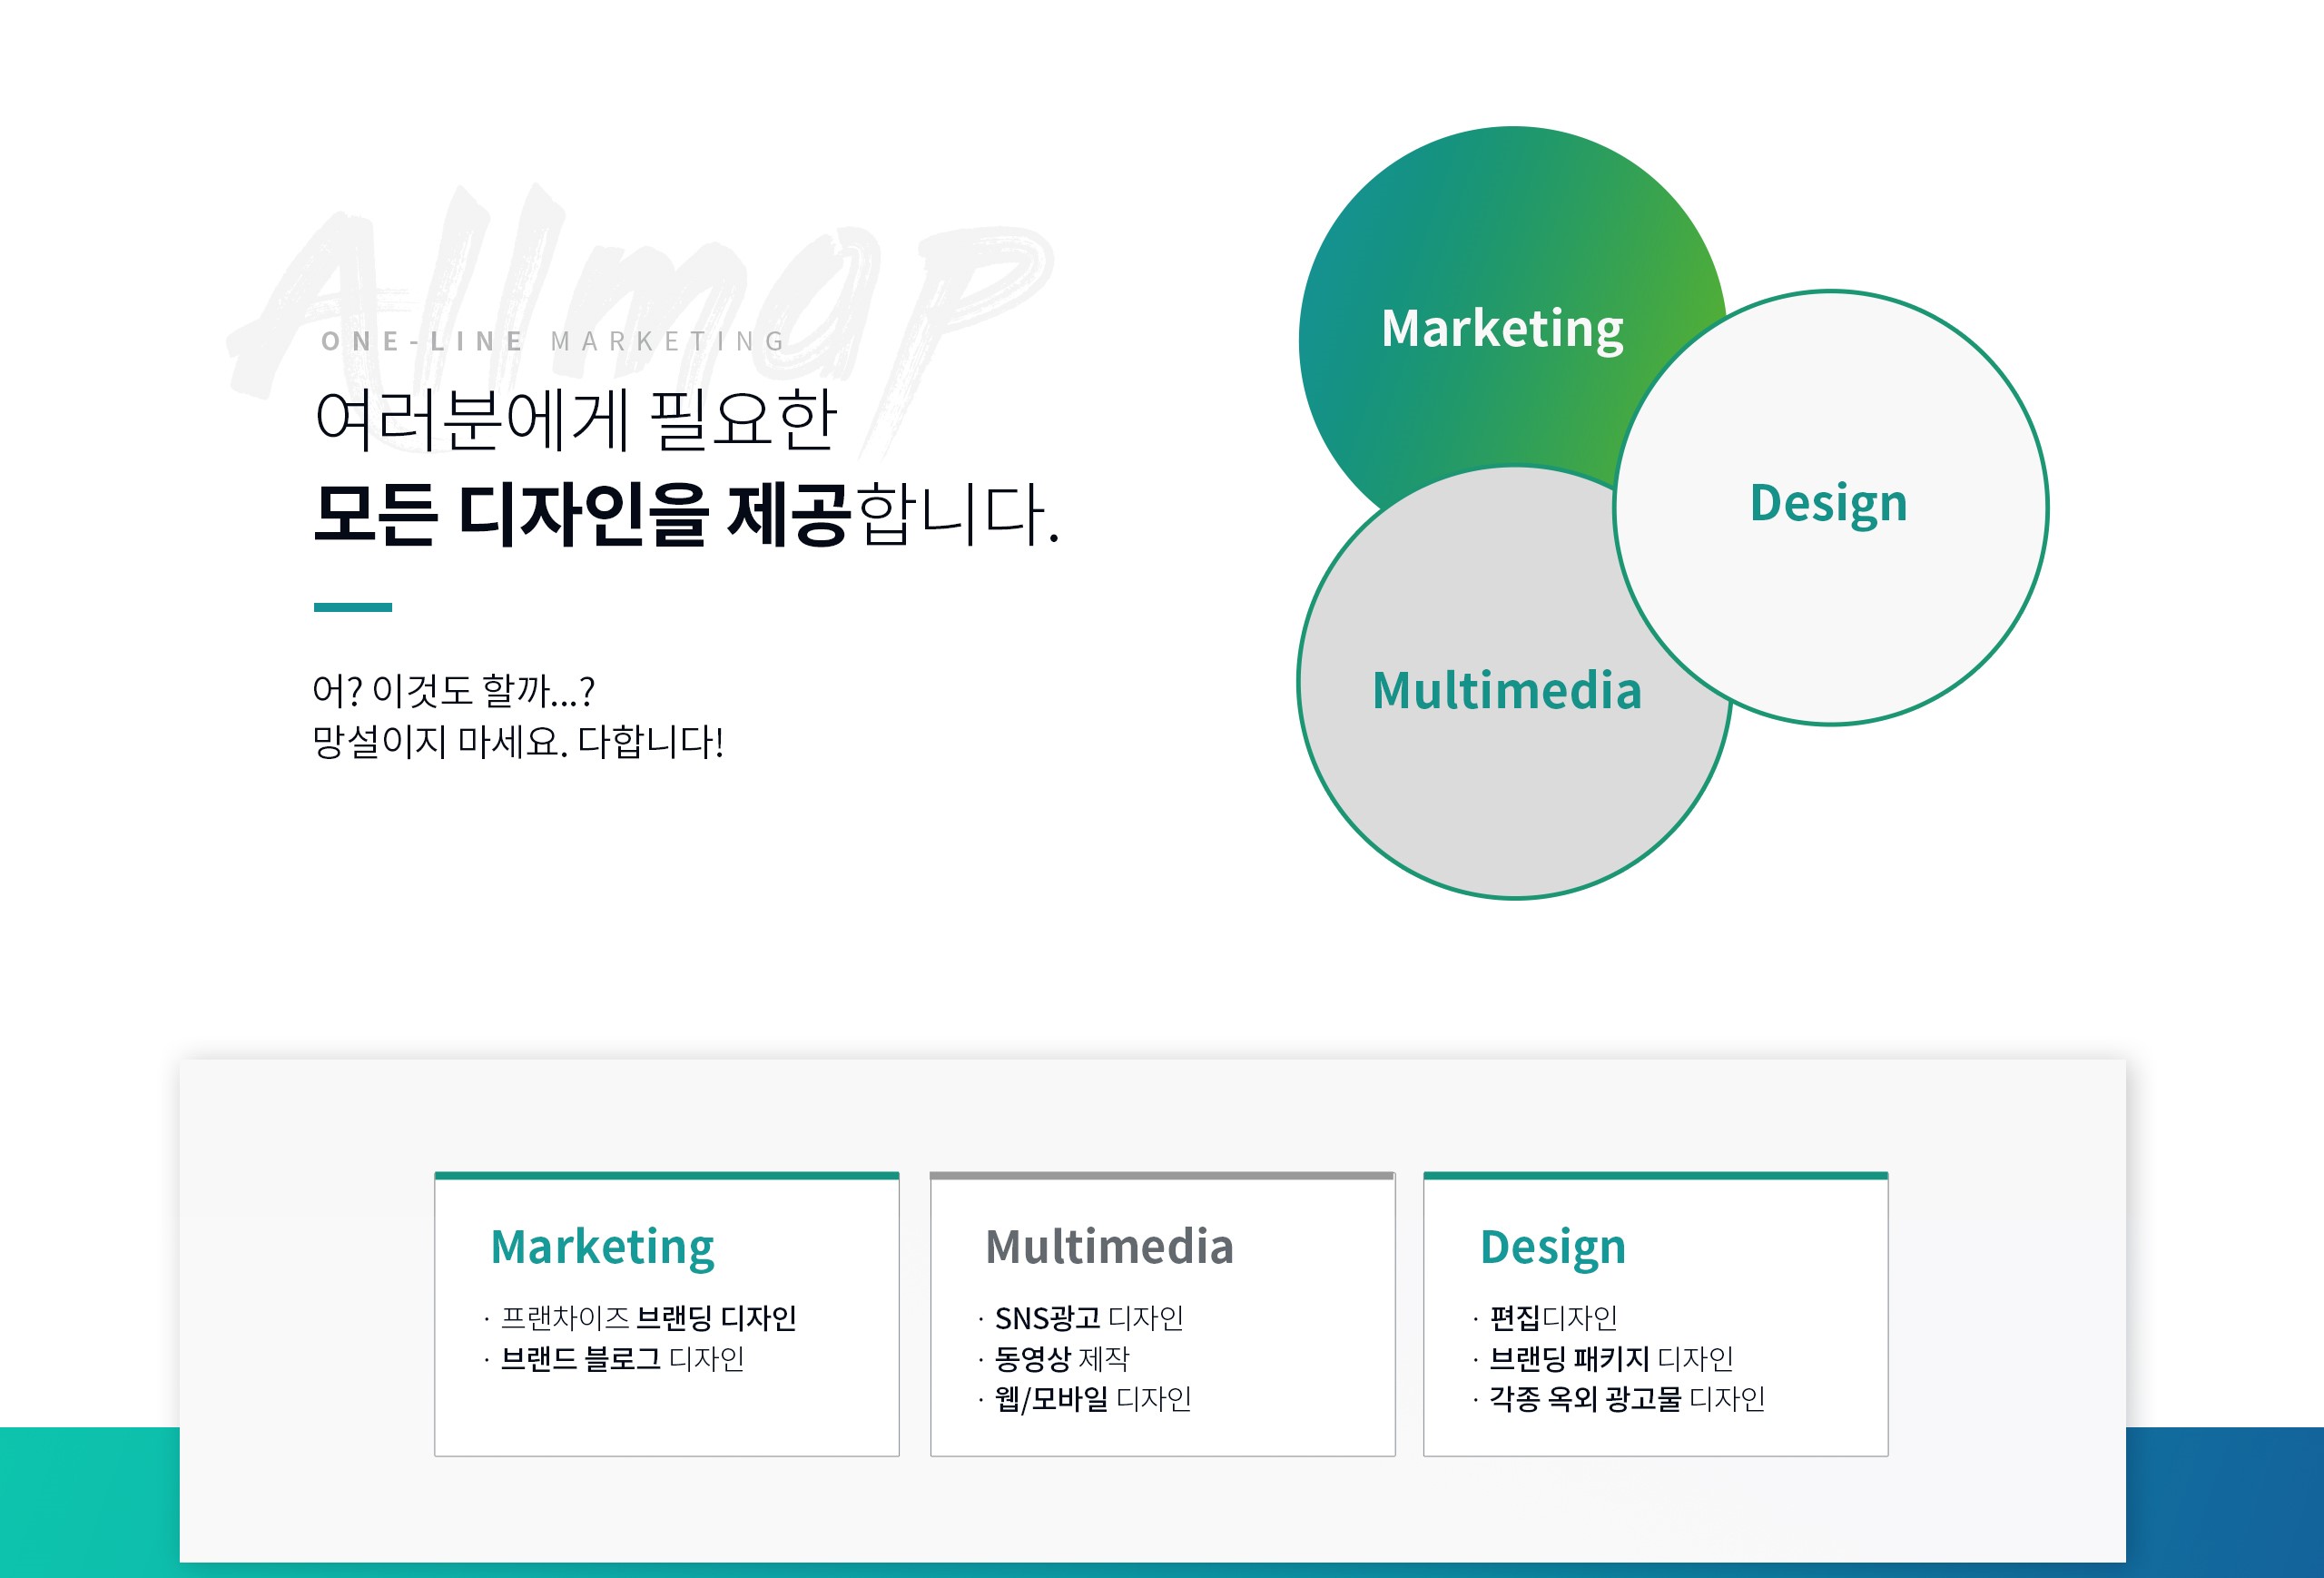 Allmap
ONE-LINE MARKETING
여러분에게 필요한
모든 디자인을 제공합니다.
어? 이것도 할까...?
망설이지 마세요. 다합니다!
Marketing
Design
Multimedia
Marketing
· 프랜차이즈 브랜딩 디자인
· 브랜드 블로그 디자인
Multimedia
· SNS광고 디자인
· 동영상 제작
· 웹/모바일 디자인
Design
· 편집디자인
· 브랜딩 패키지 디자인
· 각종 옥외 광고물 디자인